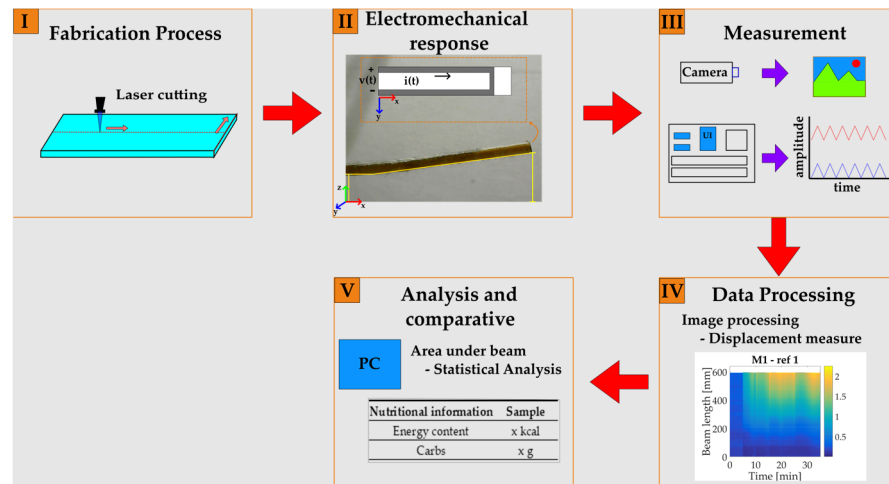 I
Fabrication Process
Laser cutting
II
Electromechanical
response
+
v(t)
i(t)
−
x
y
z
x
y
III
Measurement
Camera
UI
amplitude
time
IV
Data Processing
Image processing
- Displacement measure
M1 - ref 1
Beam length [mm]
600
400
200
0
0 10 20 30
Time [min]
2
1.5
1
0.5
V
Analysis and
comparative
PC
Area under beam
- Statistical Analysis
Nutritional information Sample
Energy content x kcal
Carbs x g